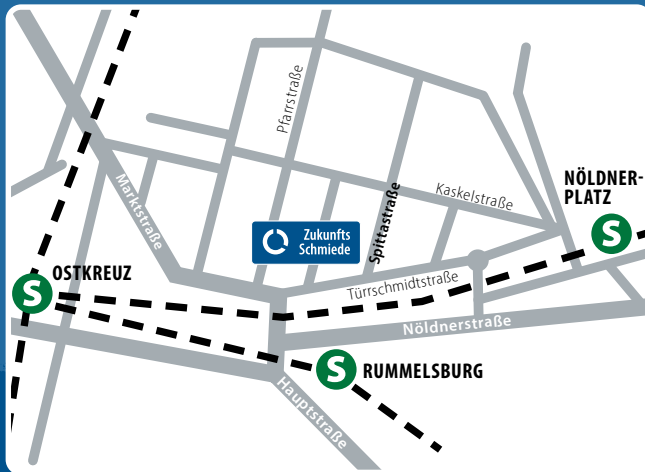 Pfarrstraße
Marktstraße
Kaskelstraße
NÖLDNER-
PLATZ
S
Zukunfts
Schmiede
Spittastraße
OSTKREUZ
S
Türrschmidtstraße
Nöldnerstraße
S
RUMMELSBURG
Hauptstraße